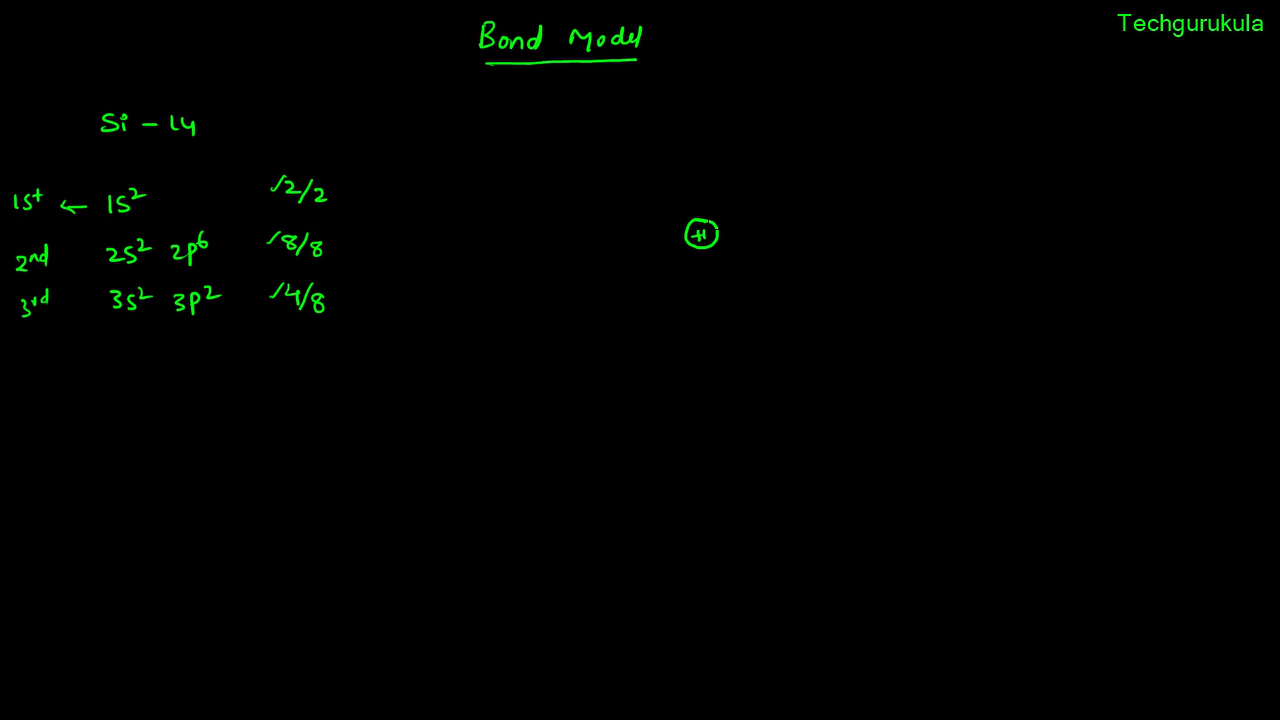 Techgurukula
Bond Model
Si - 14
1st ← 1s² √2/2
2nd 2s² 2p⁶ √8/8
3rd 3s² 3p² √4/8
+